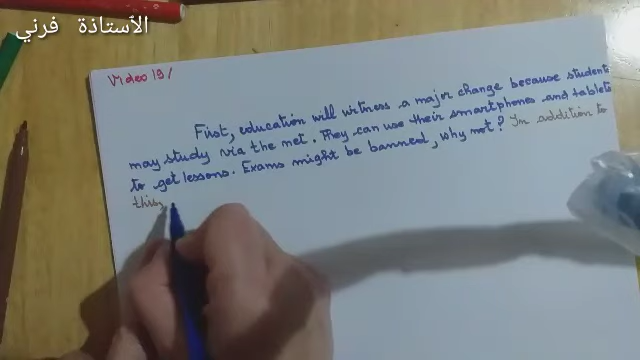 الأستاذة فرني
Video 19/
First, education will witness a major change because students
may study via the net. They can use their smartphones and tablets
to get lessons. Exams might be banned, why not? In addition to
this,